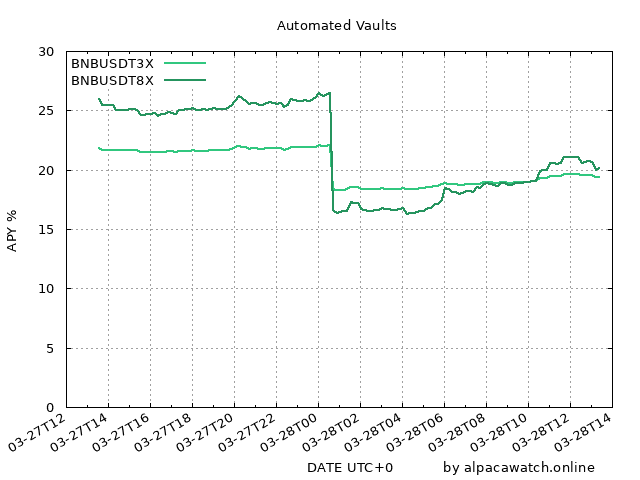 Automated Vaults
BNBUSDT3X
BNBUSDT8X
APY %
30
25
20
15
10
5
0
03-27T12
03-27T14
03-27T16
03-27T18
03-27T20
03-27T22
03-28T00
03-28T02
03-28T04
03-28T06
03-28T08
03-28T10
03-28T12
03-28T14
DATE UTC+0
by alpacawatch.online